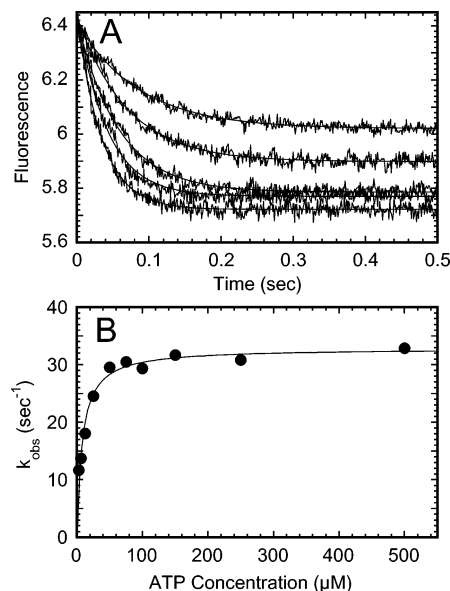 A
6.4
6.2
6
5.8
5.6
Fluorescence
0 0.1 0.2 0.3 0.4 0.5
Time (sec)
B
40
30
20
10
0
k_obs (sec⁻¹)
0 100 200 300 400 500
ATP Concentration (µM)